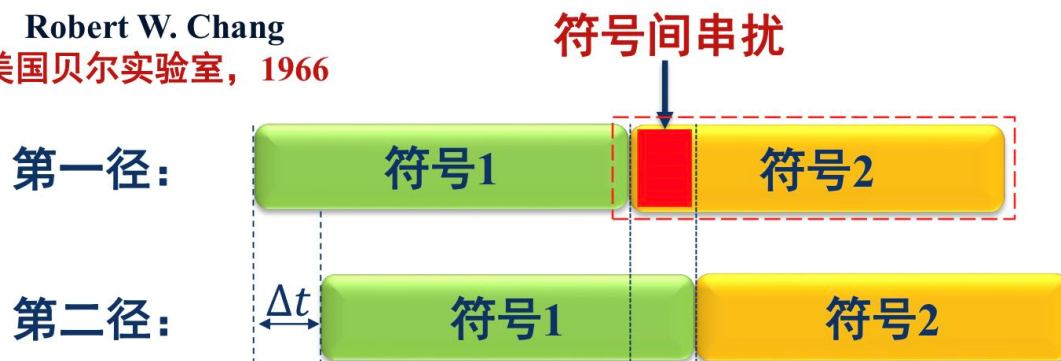 Robert W. Chang
美国贝尔实验室，1966
符号间串扰
第一径：
符号1
符号2
第二径：
Δt
符号1
符号2